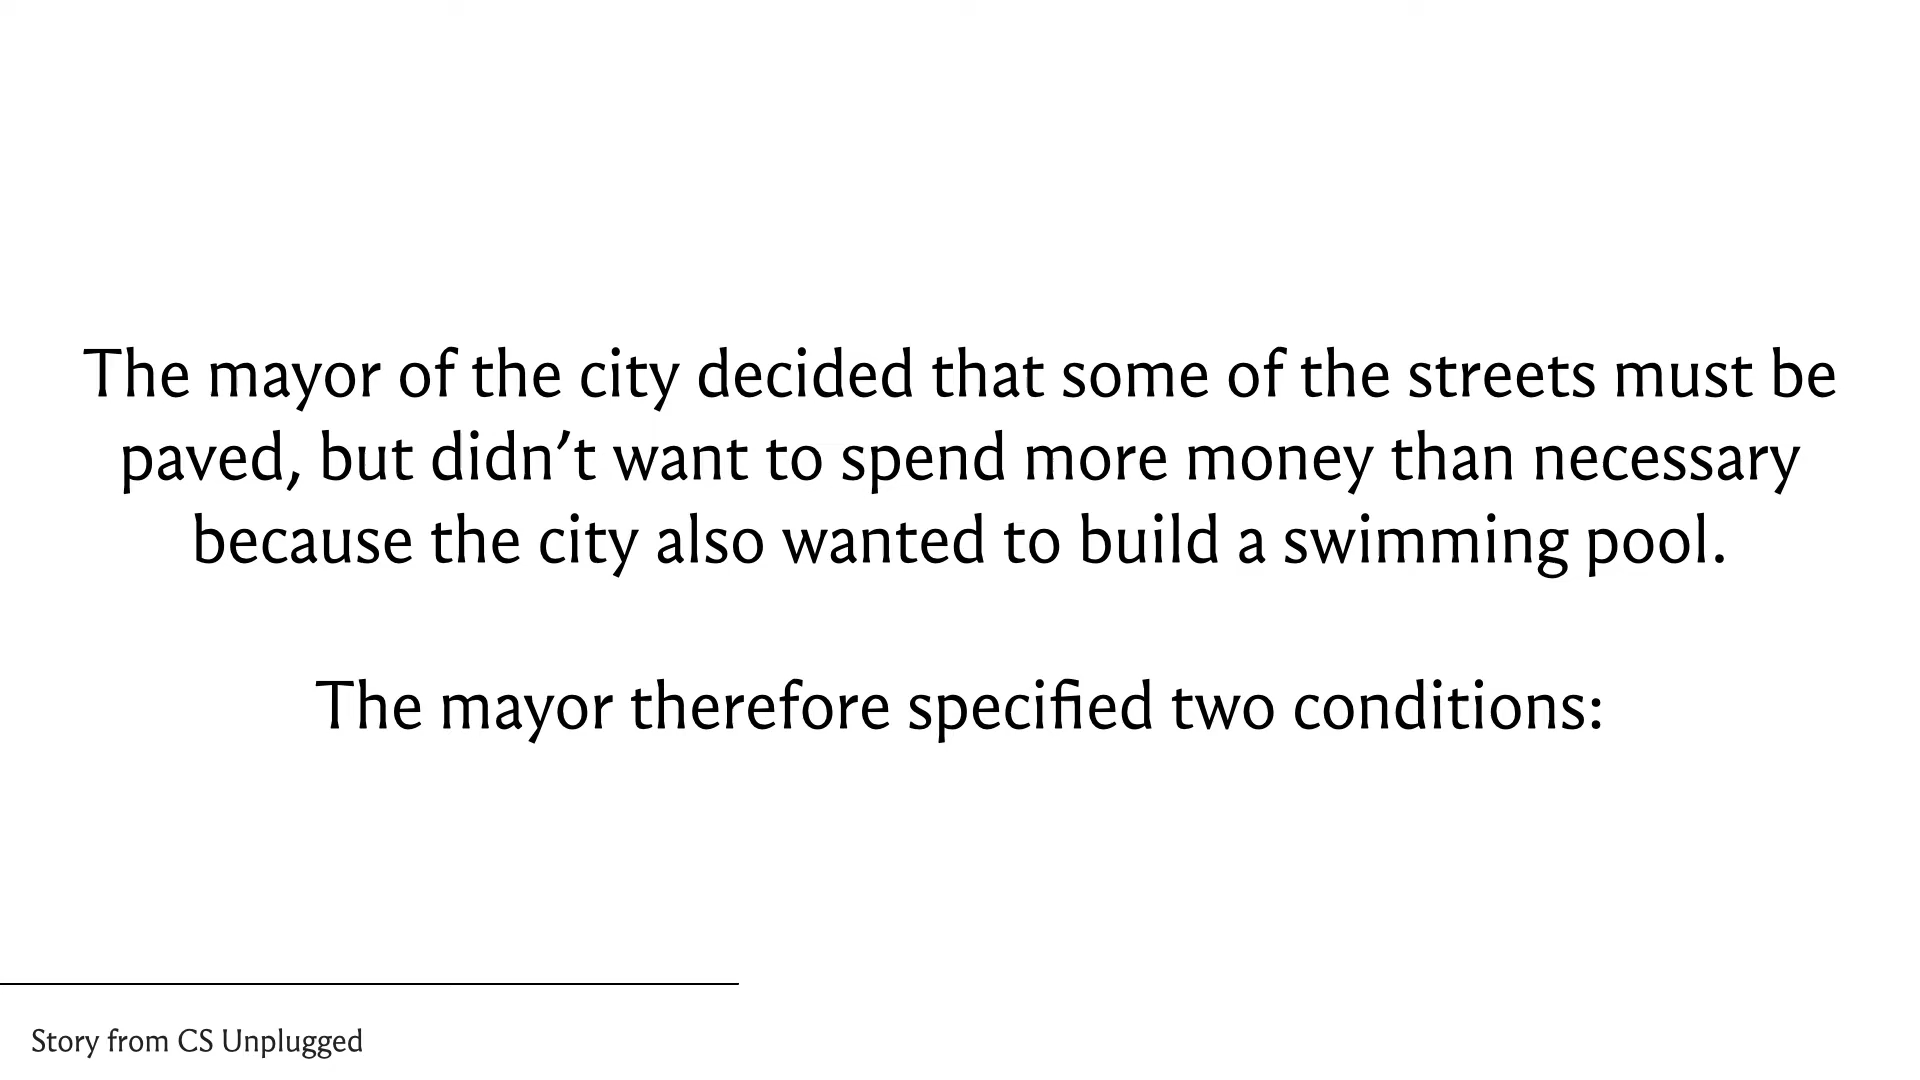 The mayor of the city decided that some of the streets must be
paved, but didn’t want to spend more money than necessary
because the city also wanted to build a swimming pool.
The mayor therefore specified two conditions:
Story from CS Unplugged